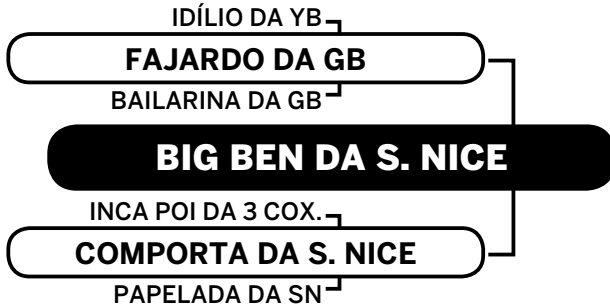 IDÍLIO DA YB
FAJARDO DA GB
BAILARINA DA GB
BIG BEN DA S. NICE
INCA POI DA 3 COX.
COMPORTA DA S. NICE
PAPELADA DA SN